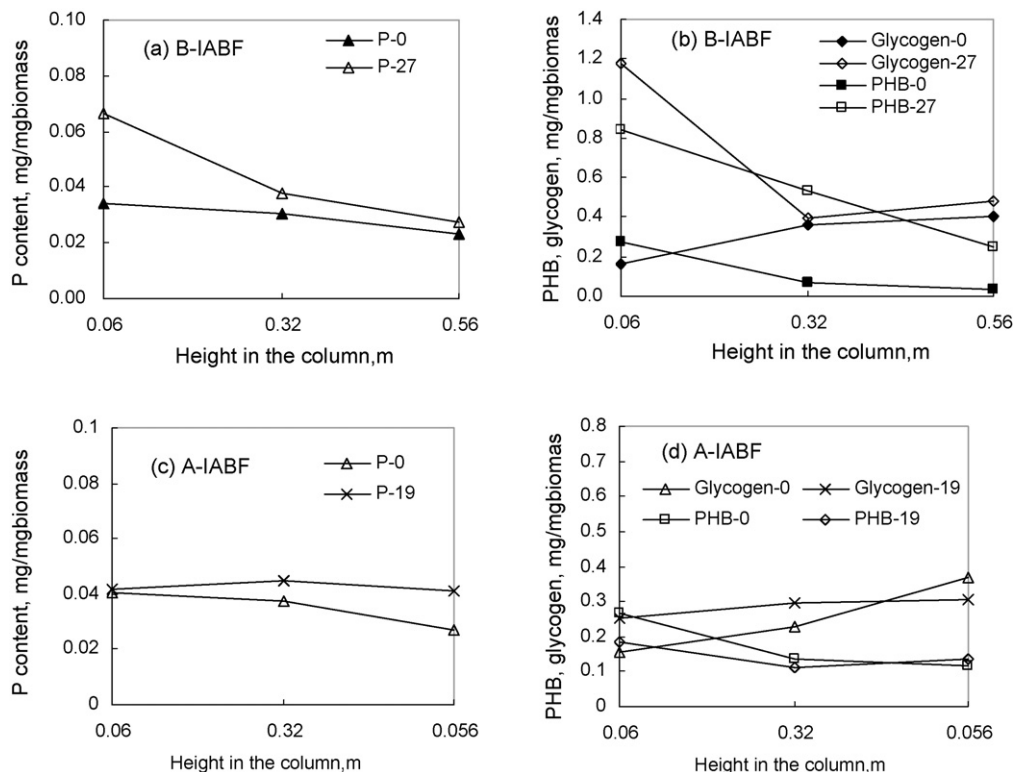 (a) B-IABF
P-0
P-27
P content, mg/mgbiomass
0.10
0.08
0.06
0.04
0.02
0.00
0.06
0.32
0.56
Height in the column,m
(b) B-IABF
Glycogen-0
Glycogen-27
PHB-0
PHB-27
PHB, glycogen, mg/mgbiomas
1.4
1.2
1.0
0.8
0.6
0.4
0.2
0.0
0.06
0.32
0.56
Height in the column,m
(c) A-IABF
P-0
P-19
P content, mg/mgbiomass
0.1
0.08
0.06
0.04
0.02
0
0.06
0.32
0.056
Height in the column,m
(d) A-IABF
Glycogen-0
Glycogen-19
PHB-0
PHB-19
PHB, glycogen, mg/mgbiomas
0.8
0.7
0.6
0.5
0.4
0.3
0.2
0.1
0
0.06
0.32
0.056
Height in the column,m